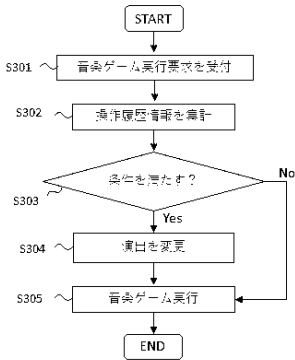 START
S301
音楽ゲーム実行要求を受付
S302
操作履歴情報を集計
条件を満たす?
S303
No
Yes
S304
演出を変更
S305
音楽ゲーム実行
END